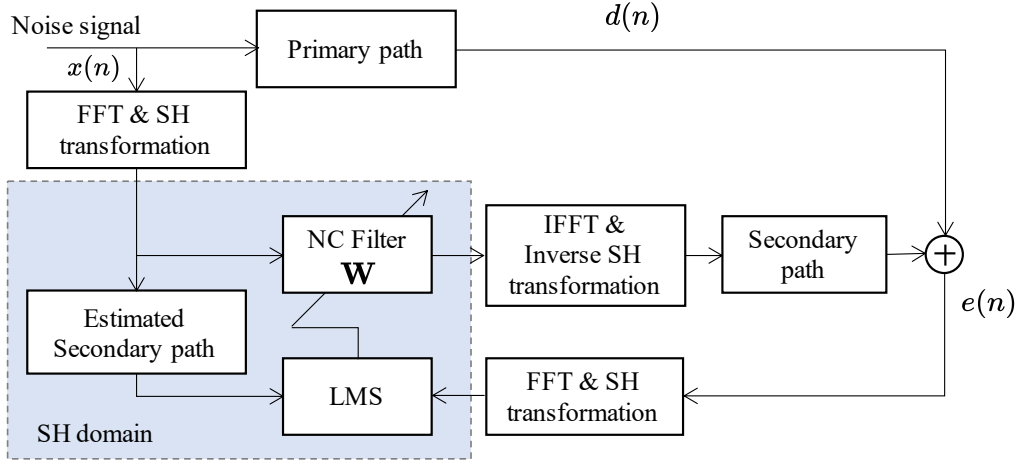 Noise signal
x(n)
Primary path
d(n)
FFT & SH
transformation
NC Filter
W
IFFT &
Inverse SH
transformation
Secondary
path
+
e(n)
Estimated
Secondary path
LMS
FFT & SH
transformation
SH domain